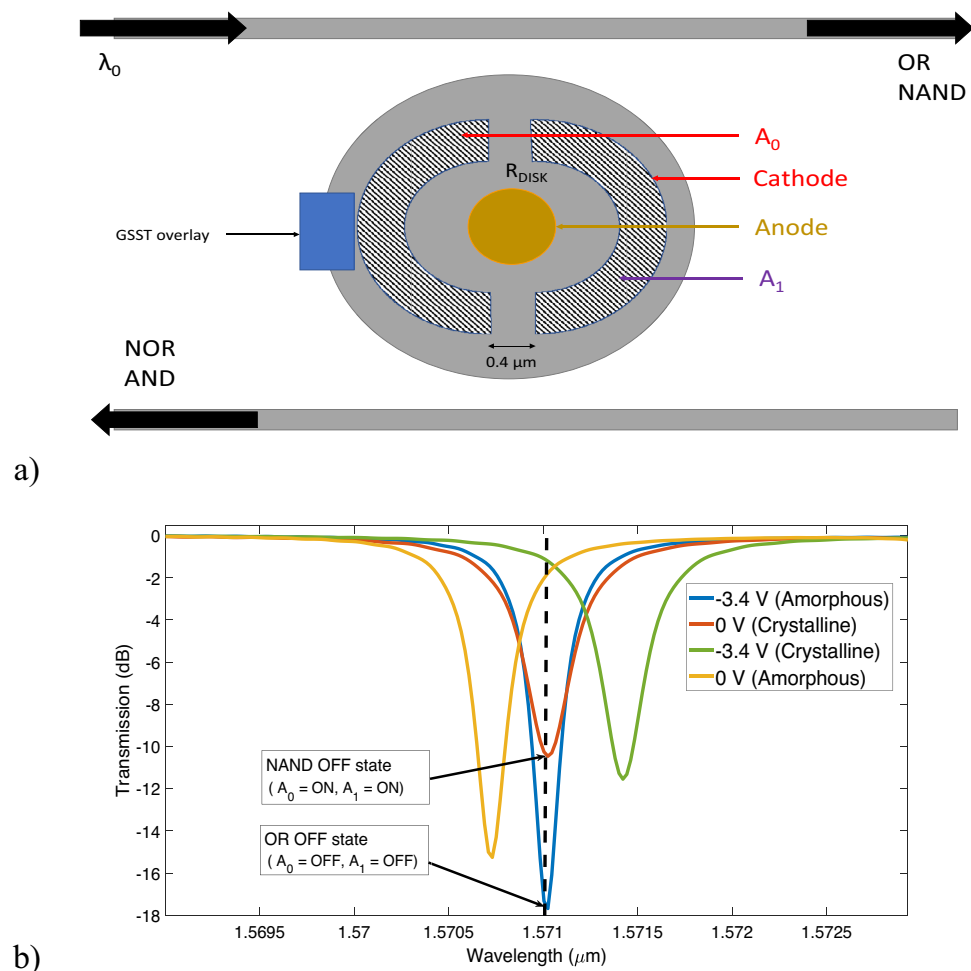 λ0
OR
NAND
A0
RDISK
Cathode
GSST overlay
Anode
A1
0.4 μm
NOR
AND
a)
0
-2
-4
-6
-8
-10
-12
-14
-16
-18
Transmission (dB)
-3.4 V (Amorphous)
0 V (Crystalline)
-3.4 V (Crystalline)
0 V (Amorphous)
NAND OFF state
( A0 = ON, A1 = ON)
OR OFF state
( A0 = OFF, A1 = OFF)
1.5695 1.57 1.5705 1.571 1.5715 1.572 1.5725
Wavelength (μm)
b)